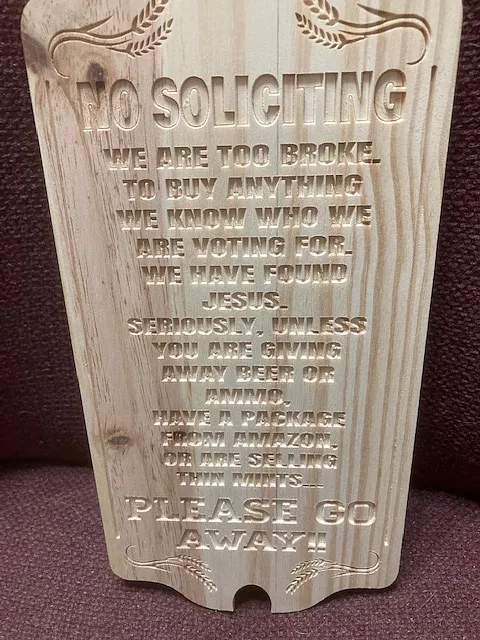 NO SOLICITING
WE ARE TOO BROKE.
TO BUY ANYTHING
WE KNOW WHO WE
ARE VOTING FOR.
WE HAVE FOUND
JESUS.
SERIOUSLY, UNLESS
YOU ARE GIVING
AWAY BEER OR
AMMO,
HAVE A PACKAGE
FROM AMAZON,
OR ARE SELLING
THIN MINTS...
PLEASE GO
AWAY!!